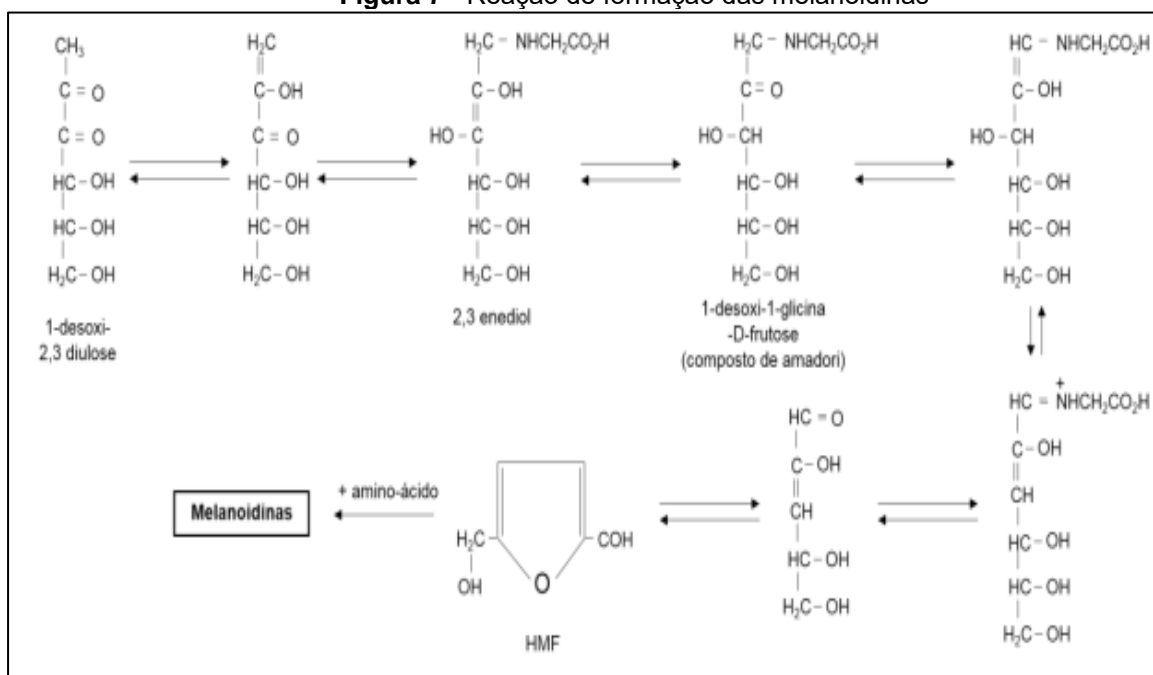 Figura 7 - Reação de formação das melanoidinas
CH₃
C = O
C = O
HC – OH
HC – OH
H₂C – OH
1-desoxi-
2,3 diulose
H₂C
C – OH
C = O
HC – OH
HC – OH
H₂C – OH
H₂C – NHCH₂CO₂H
C – OH
HO – C
HC – OH
HC – OH
H₂C – OH
2,3 enediol
H₂C – NHCH₂CO₂H
C = O
HO – CH
HC – OH
HC – OH
H₂C – OH
1-desoxi-1-glicina
-D-frutose
(composto de amadori)
HC – NHCH₂CO₂H
C – OH
HO – CH
HC – OH
HC – OH
H₂C – OH
+
HC = NHCH₂CO₂H
C – OH
CH
HC – OH
HC – OH
H₂C – OH
HC = O
C – OH
CH
HC – OH
H₂C – OH
H₂C
OH
O
COH
HMF
+ amino-ácido
Melanoidinas